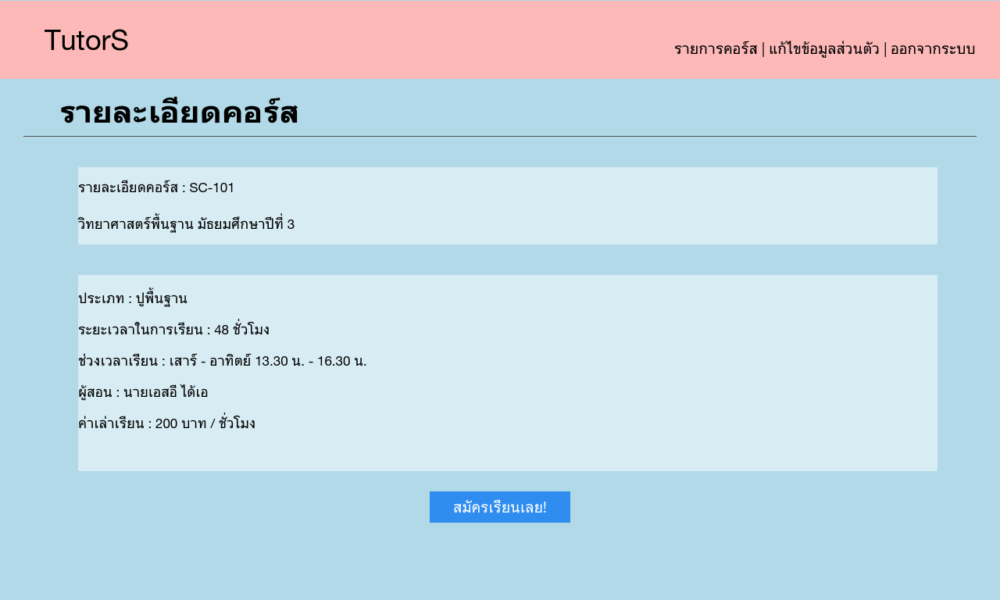 TutorS
รายการคอร์ส | แก้ไขข้อมูลส่วนตัว | ออกจากระบบ
รายละเอียดคอร์ส
รายละเอียดคอร์ส : SC-101
วิทยาศาสตร์พื้นฐาน มัธยมศึกษาปีที่ 3
ประเภท : ปูพื้นฐาน
ระยะเวลาในการเรียน : 48 ชั่วโมง
ช่วงเวลาเรียน : เสาร์ - อาทิตย์ 13.30 น. - 16.30 น.
ผู้สอน : นายเอสอี ได้เอ
ค่าเล่าเรียน : 200 บาท / ชั่วโมง
สมัครเรียนเลย!